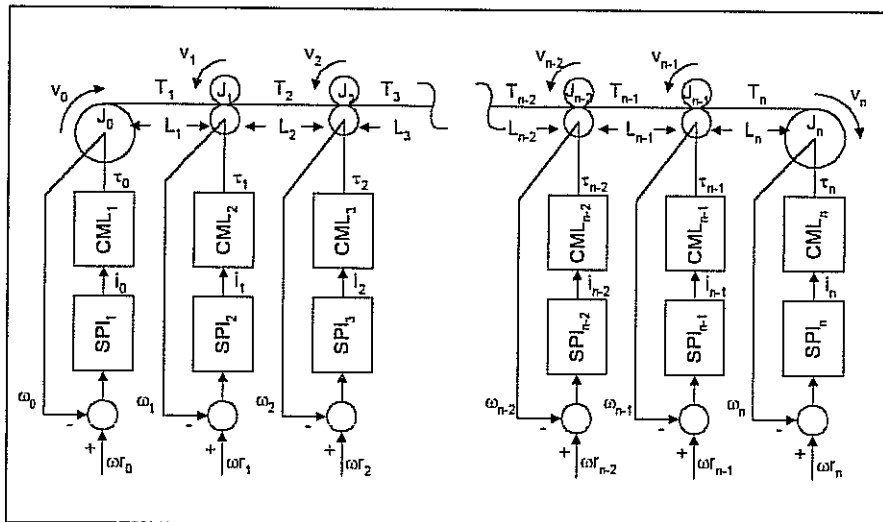 v₀ v₁ v₂ vₙ₋₂ vₙ₋₁ vₙ
T₁ T₂ T₃ Tₙ₋₂ Tₙ₋₁ Tₙ
J₀ J₁ J₂ Jₙ₋₂ Jₙ₋₁ Jₙ
L₁ L₂ L₃ Lₙ₋₂ Lₙ₋₁ Lₙ
τ₀ τ₁ τ₂ τₙ₋₂ τₙ₋₁ τₙ
CML₁ CML₂ CML₃ CMLₙ₋₂ CMLₙ₋₁ CMLₙ
i₀ i₁ i₂ iₙ₋₂ iₙ₋₁ iₙ
SPI₁ SPI₂ SPI₃ SPIₙ₋₂ SPIₙ₋₁ SPIₙ
ω₀ ω₁ ω₂ ωₙ₋₂ ωₙ₋₁ ωₙ
- - - - - -
+ + + + + +
ωr₀ ωr₁ ωr₂ ωrₙ₋₂ ωrₙ₋₁ ωrₙ